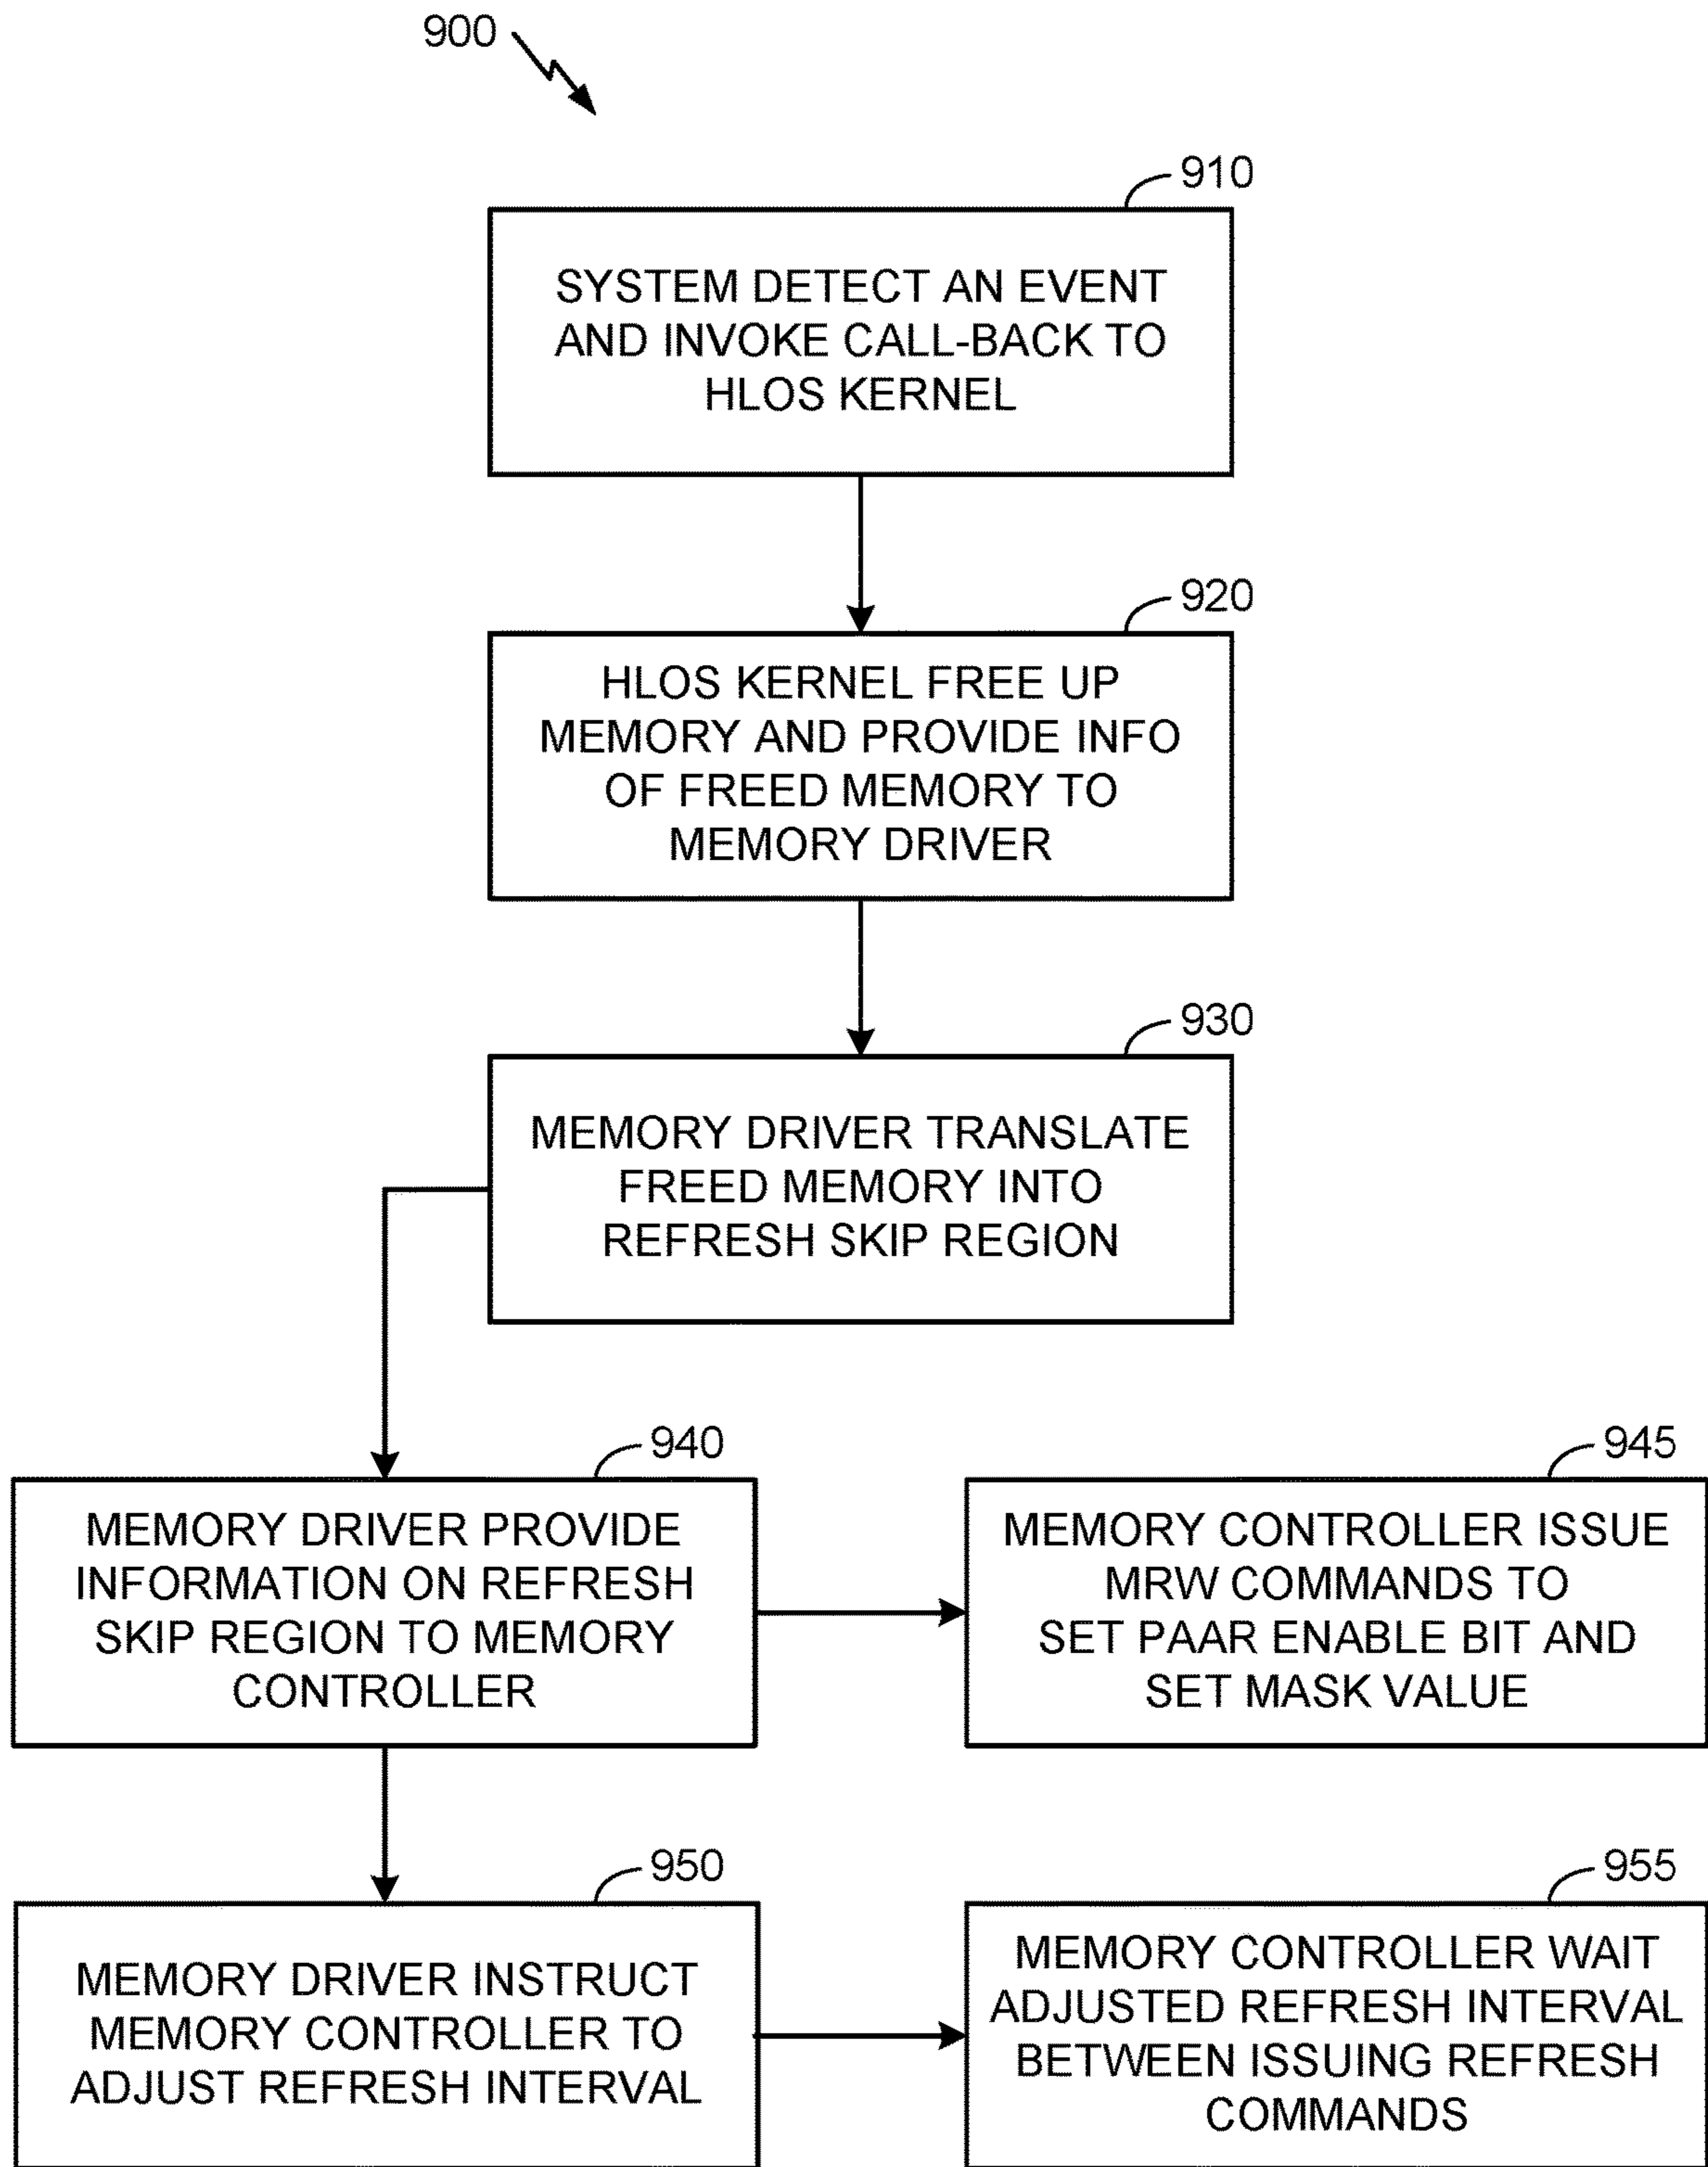 900
910
SYSTEM DETECT AN EVENT
AND INVOKE CALL-BACK TO
HLOS KERNEL
920
HLOS KERNEL FREE UP
MEMORY AND PROVIDE INFO
OF FREED MEMORY TO
MEMORY DRIVER
930
MEMORY DRIVER TRANSLATE
FREED MEMORY INTO
REFRESH SKIP REGION
940
MEMORY DRIVER PROVIDE
INFORMATION ON REFRESH
SKIP REGION TO MEMORY
CONTROLLER
945
MEMORY CONTROLLER ISSUE
MRW COMMANDS TO
SET PAAR ENABLE BIT AND
SET MASK VALUE
950
MEMORY DRIVER INSTRUCT
MEMORY CONTROLLER TO
ADJUST REFRESH INTERVAL
955
MEMORY CONTROLLER WAIT
ADJUSTED REFRESH INTERVAL
BETWEEN ISSUING REFRESH
COMMANDS